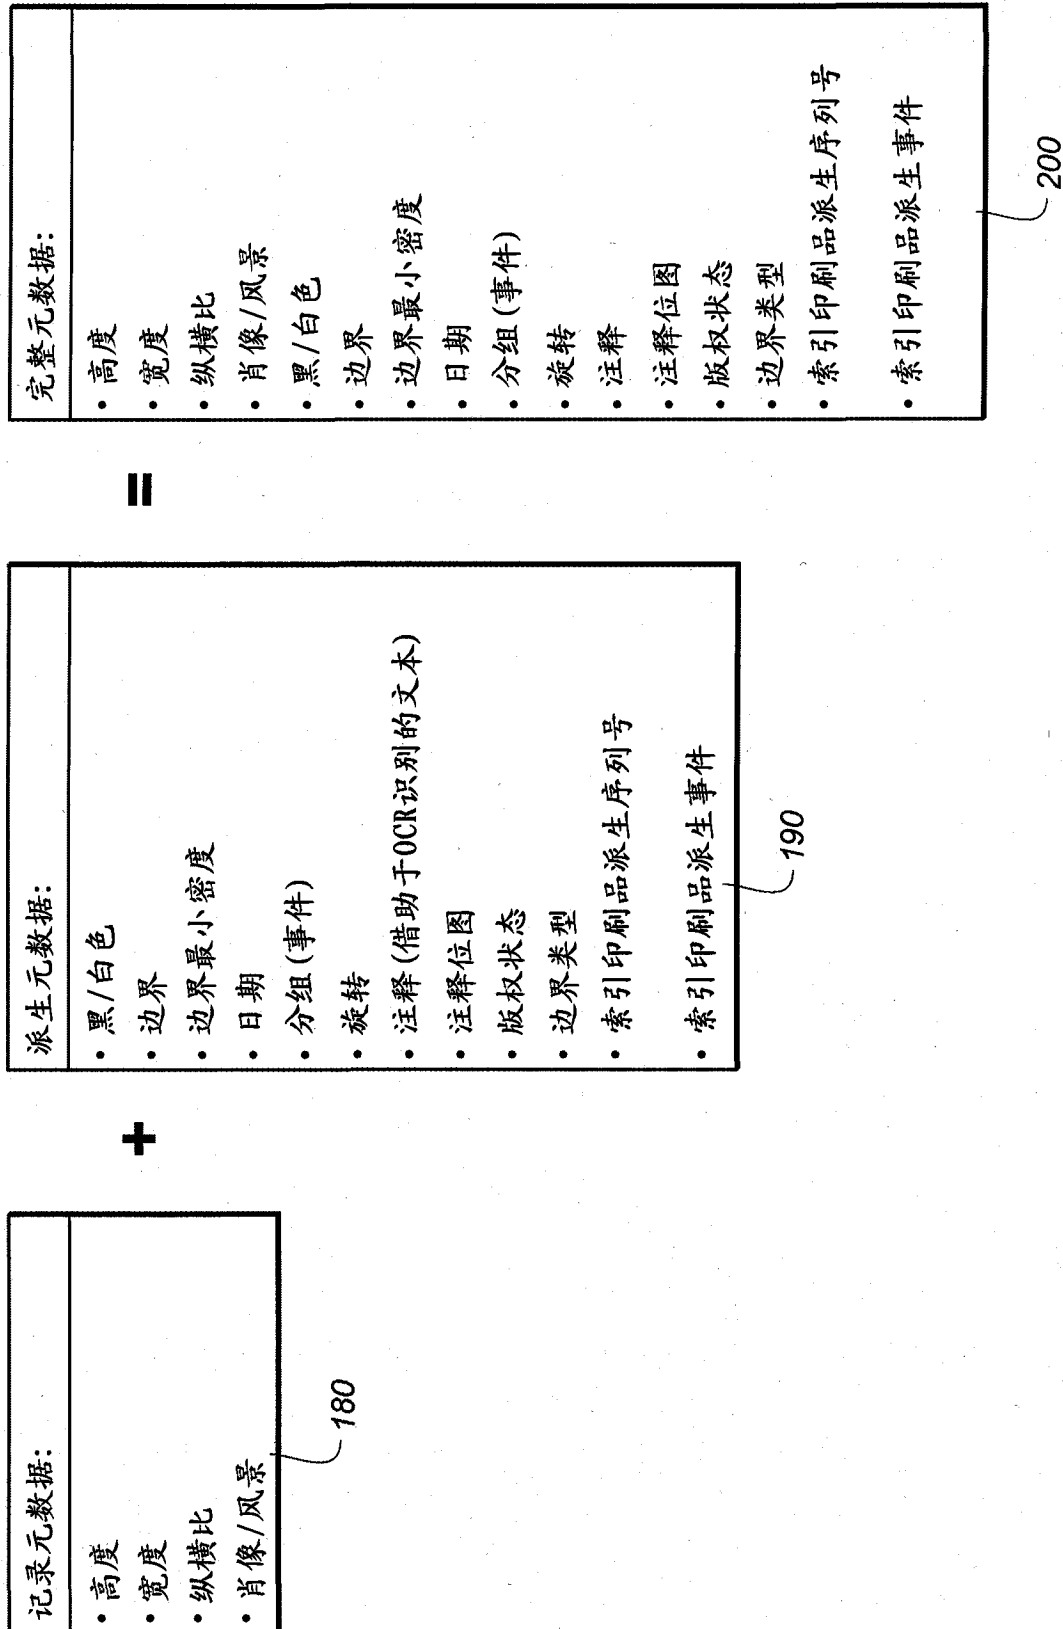 记录元数据:
• 高度
• 宽度
• 纵横比
• 肖像/风景
180
+
派生元数据:
• 黑/白色
• 边界
• 边界最小密度
• 日期
• 分组(事件)
• 旋转
• 注释(借助于OCR识别的文本)
• 注释位图
• 版权状态
• 边界类型
• 索引印刷品派生序列号
• 索引印刷品派生事件
190
=
完整元数据:
• 高度
• 宽度
• 纵横比
• 肖像/风景
• 黑/白色
• 边界
• 边界最小密度
• 日期
• 分组(事件)
• 旋转
• 注释
• 注释位图
• 版权状态
• 边界类型
• 索引印刷品派生序列号
• 索引印刷品派生事件
200